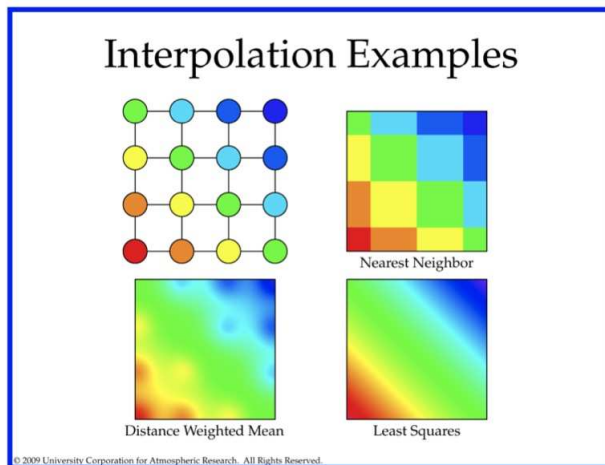 Interpolation Examples
Nearest Neighbor
Distance Weighted Mean
Least Squares
© 2009 University Corporation for Atmospheric Research. All Rights Reserved.